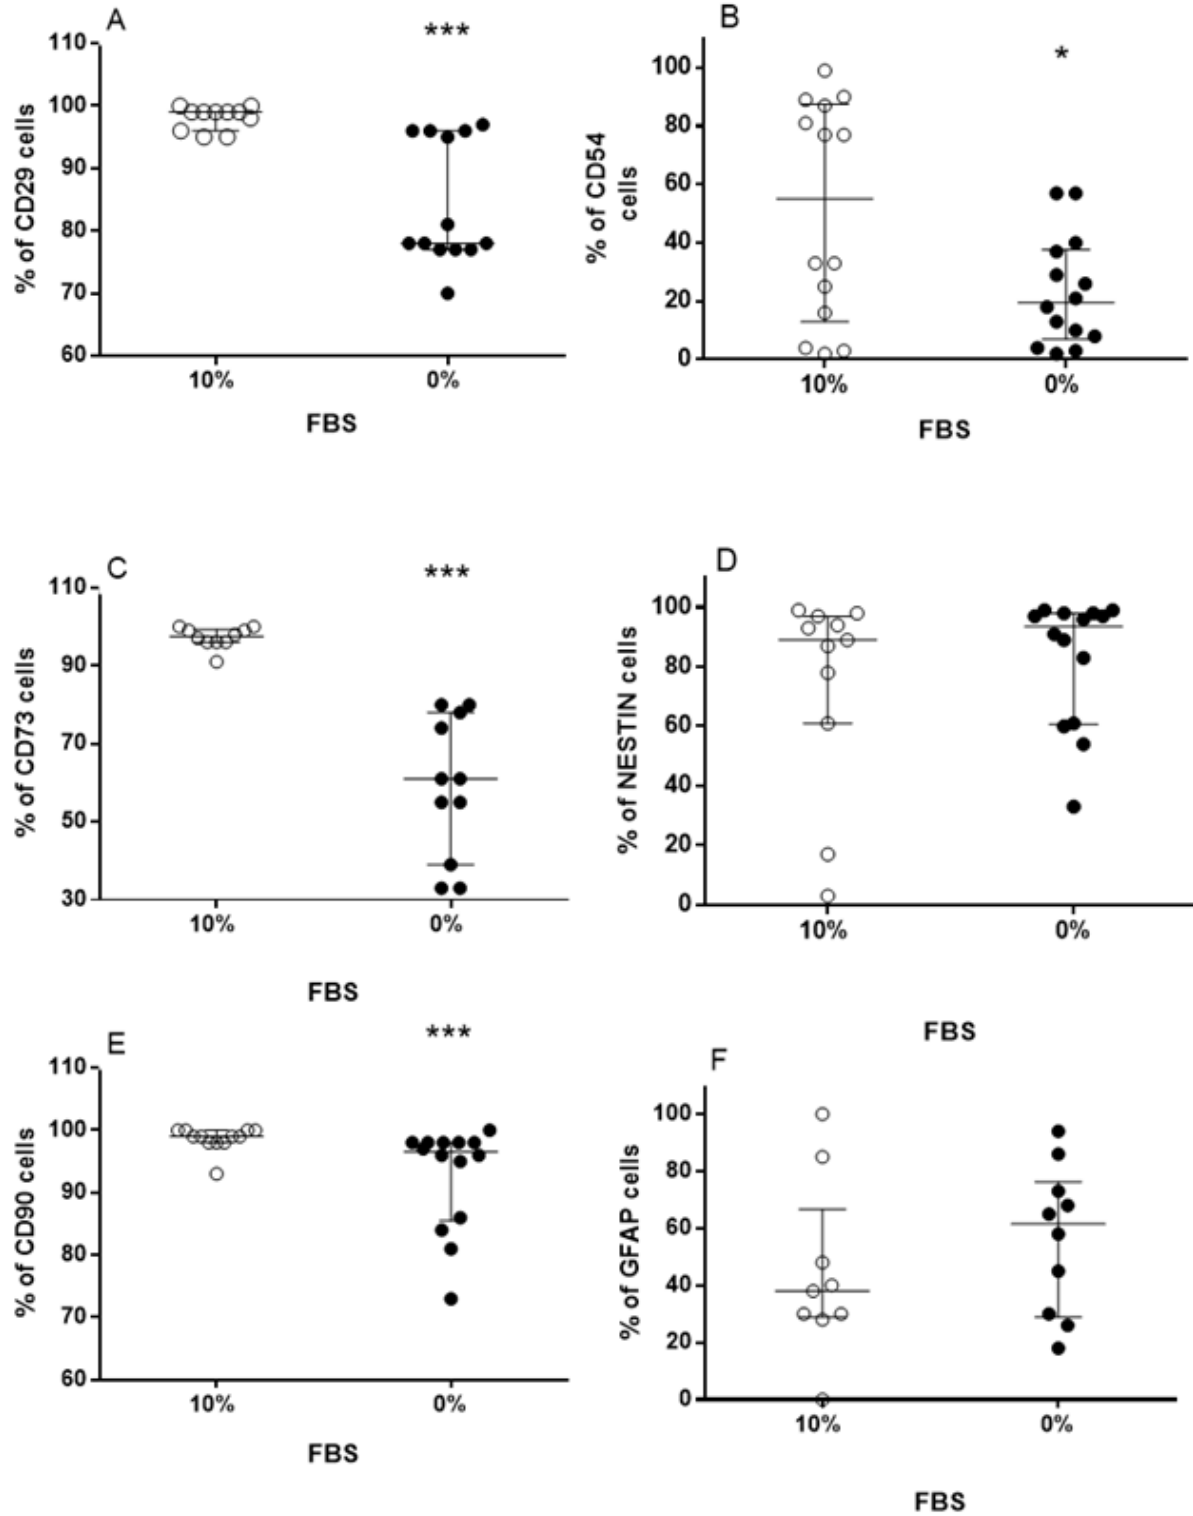 A
***
110
100
90
80
70
60
% of CD29 cells
10%
0%
FBS
B
*
100
80
60
40
20
0
% of CD54
cells
10%
0%
FBS
C
***
110
90
70
50
30
% of CD73 cells
10%
0%
FBS
D
100
80
60
40
20
0
% of NESTIN cells
10%
0%
FBS
E
***
110
100
90
80
70
60
% of CD90 cells
10%
0%
FBS
F
100
80
60
40
20
0
% of GFAP cells
10%
0%
FBS